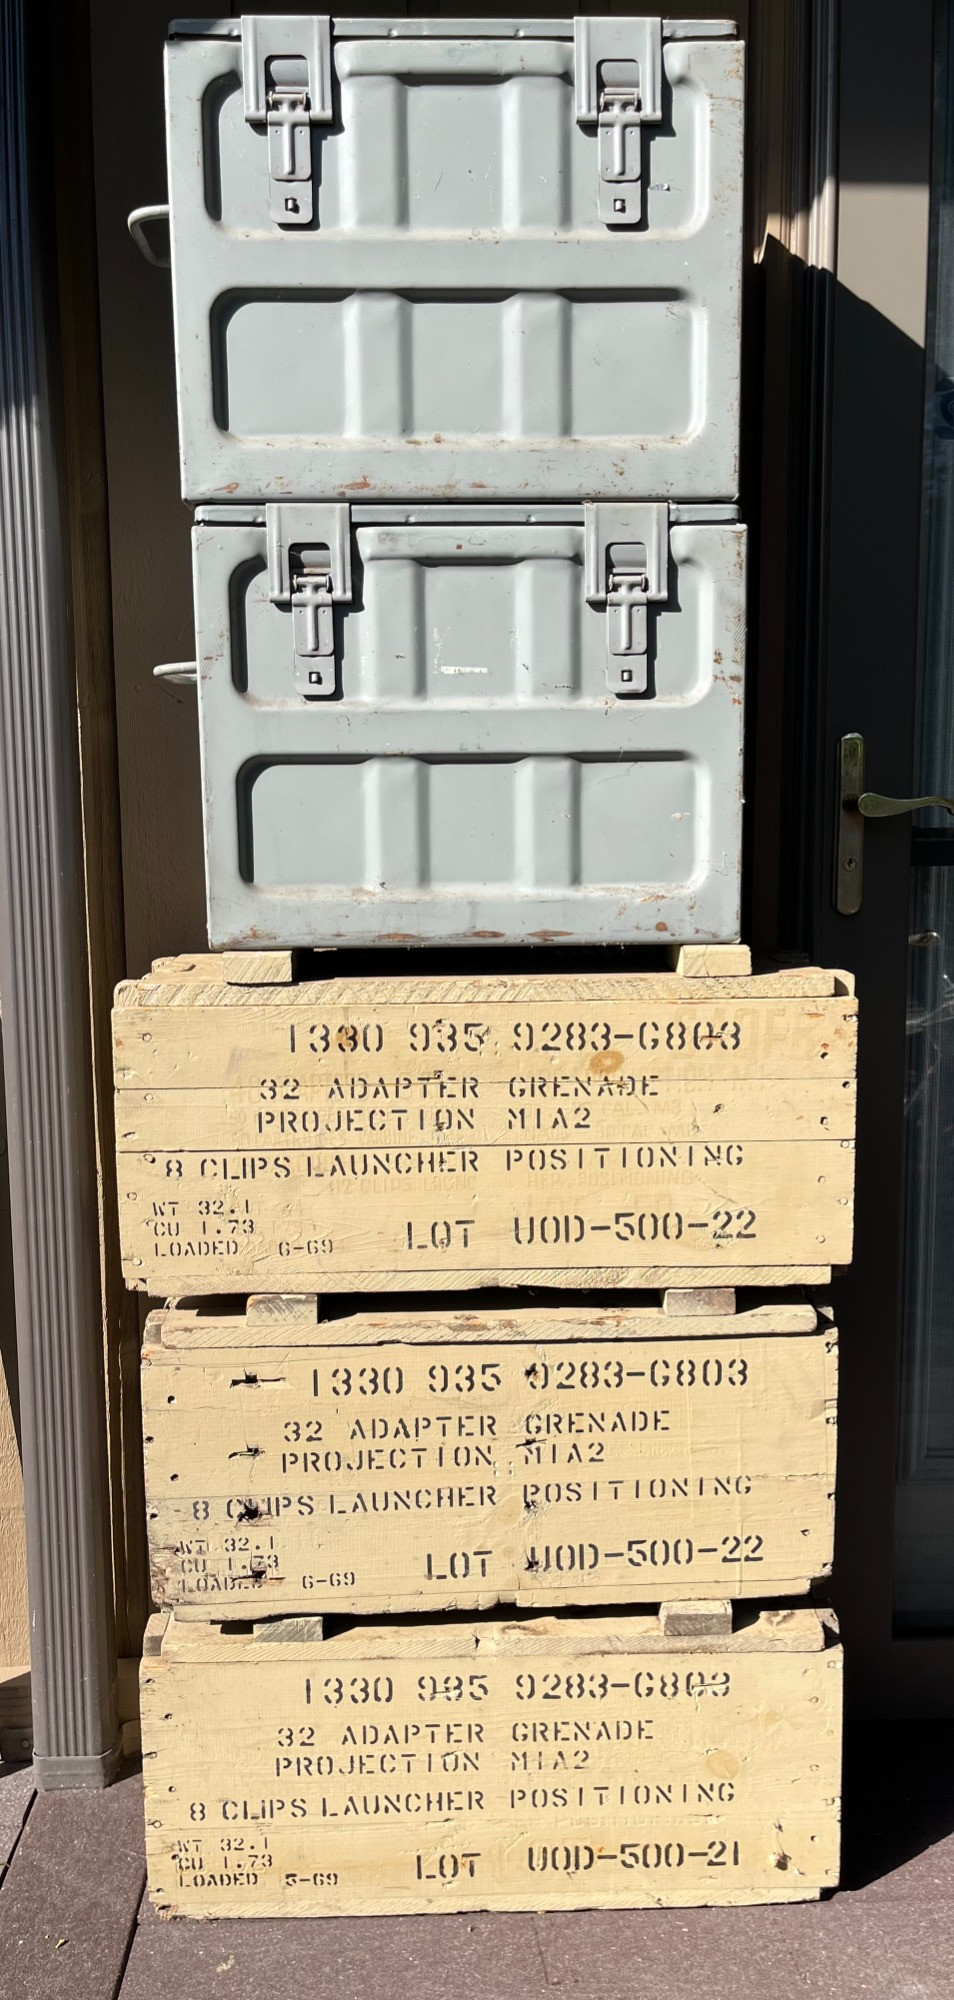 1330 935 9283-G803
32 ADAPTER GRENADE
PROJECTION M1A2
8 CLIPS LAUNCHER POSITIONING
WT 32.1
CU 1.73
LOADED 6-69
LOT UOD-500-22
1330 935 9283-G803
32 ADAPTER GRENADE
PROJECTION M1A2
8 CLIPS LAUNCHER POSITIONING
WT 32.1
CU 1.73
LOADED 6-69
LOT UOD-500-22
1330 935 9283-G803
32 ADAPTER GRENADE
PROJECTION M1A2
8 CLIPS LAUNCHER POSITIONING
WT 32.1
CU 1.73
LOADED 5-69
LOT UOD-500-21